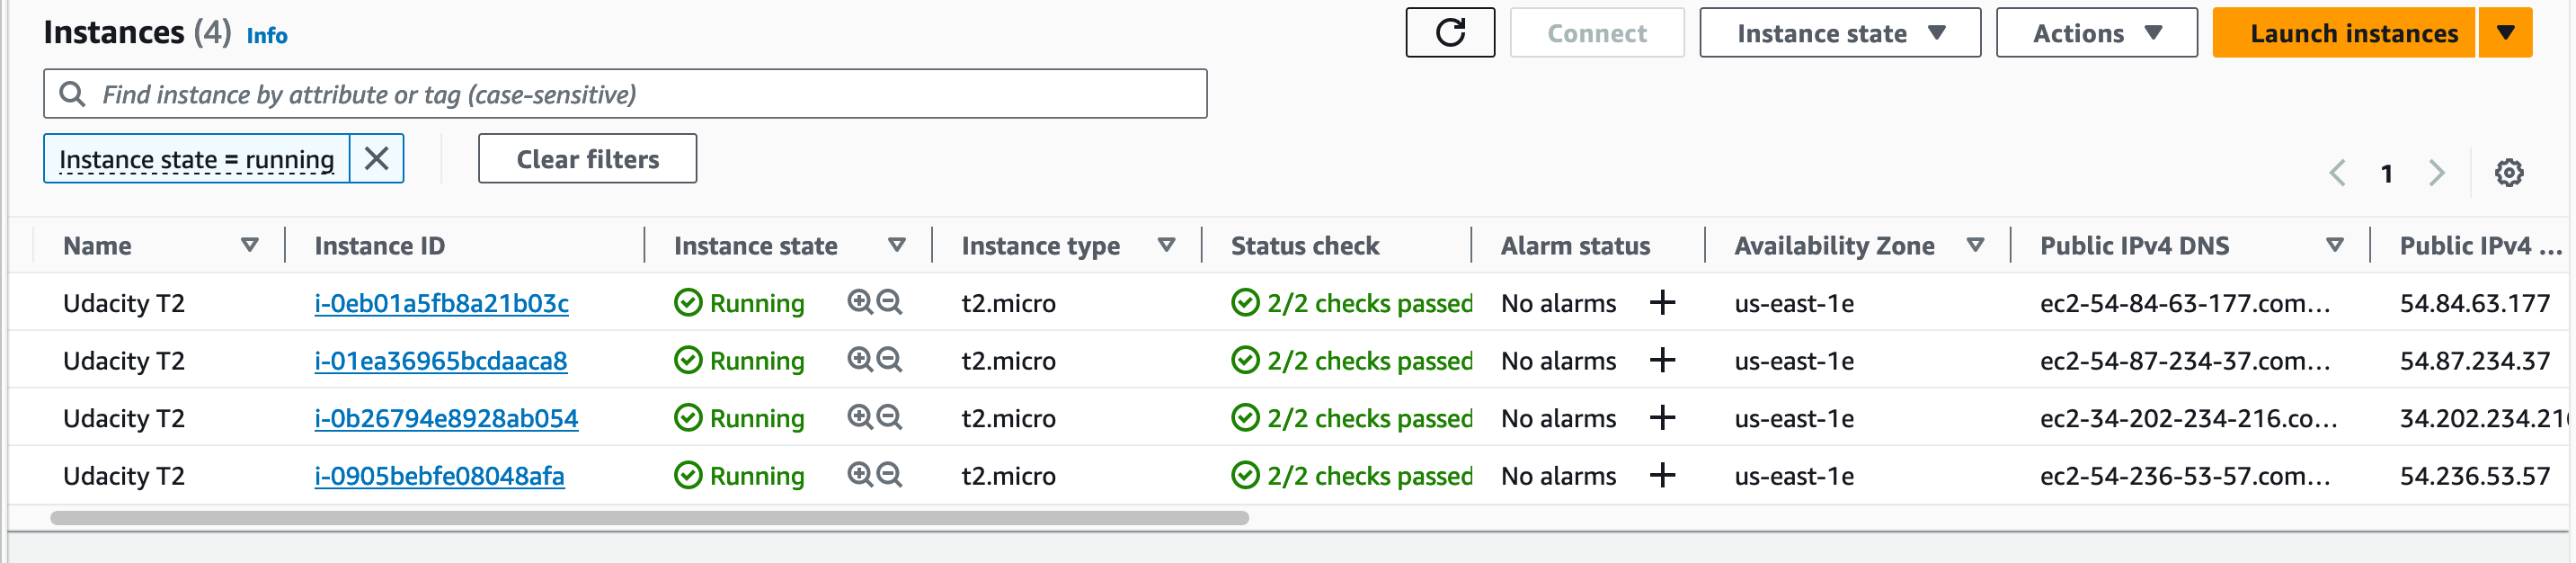 Instances (4) Info
Connect Instance state Actions Launch instances
Find instance by attribute or tag (case-sensitive)
Instance state = running Clear filters
1
Name Instance ID Instance state Instance type Status check Alarm status Availability Zone Public IPv4 DNS Public IPv4 ...
Udacity T2 i-0eb01a5fb8a21b03c Running t2.micro 2/2 checks passed No alarms + us-east-1e ec2-54-84-63-177.com... 54.84.63.177
Udacity T2 i-01ea36965bcdaaca8 Running t2.micro 2/2 checks passed No alarms + us-east-1e ec2-54-87-234-37.com... 54.87.234.37
Udacity T2 i-0b26794e8928ab054 Running t2.micro 2/2 checks passed No alarms + us-east-1e ec2-34-202-234-216.co... 34.202.234.216
Udacity T2 i-0905bebfe08048afa Running t2.micro 2/2 checks passed No alarms + us-east-1e ec2-54-236-53-57.com... 54.236.53.57